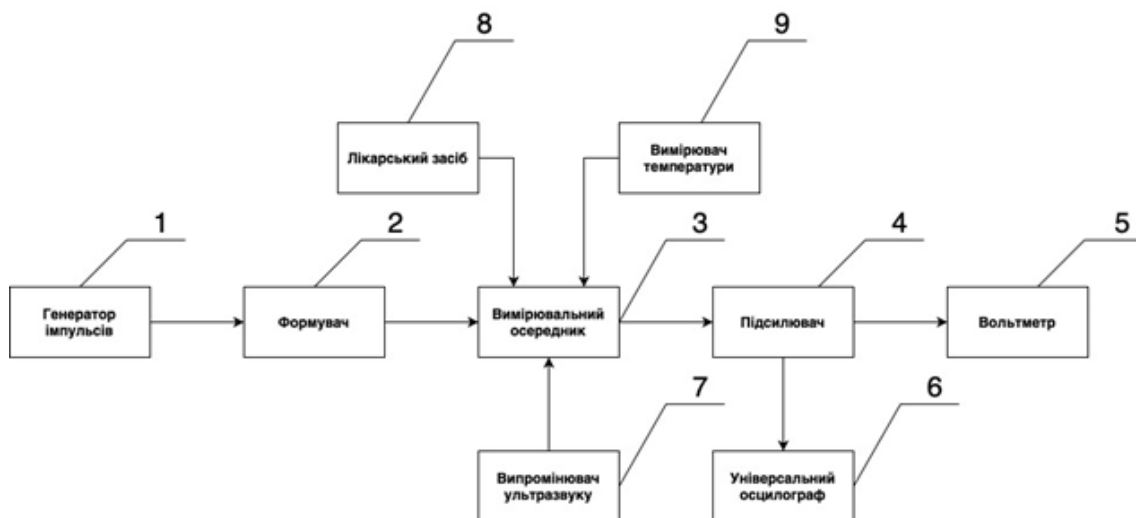 8
9
Лікарський засіб
Вимірювач
температури
1
2
3
4
5
Генератор
імпульсів
Формувач
Вимірювальний
осередник
Підсилювач
Вольтметр
7
6
Випромінювач
ультразвуку
Універсальний
осцилограф